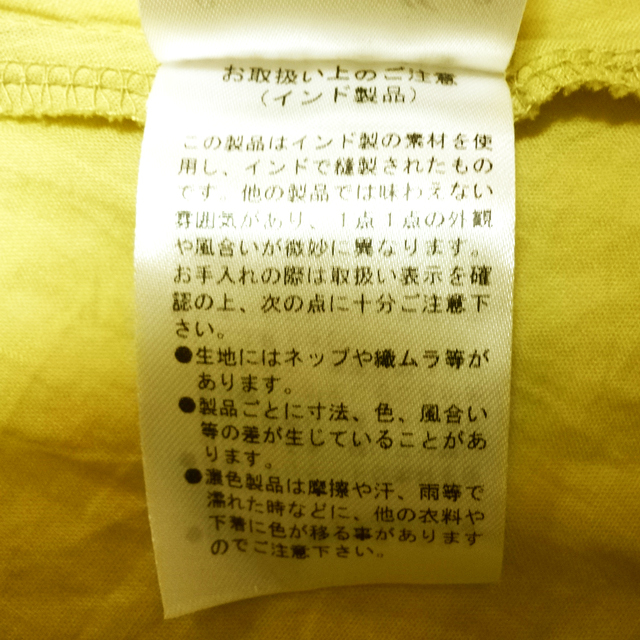 お取扱い上のご注意
（インド製品）
この製品はインド製の素材を使
用し、インドで縫製されたもの
です。他の製品では味わえない
雰囲気があり、1点1点の外観
や風合いが微妙に異なります。
お手入れの際は取扱い表示を確
認の上、次の点に十分ご注意下
さい。
●生地にはネップや織ムラ等が
あります。
●製品ごとに寸法、色、風合い
等の差が生じていることがあ
ります。
●濃色製品は摩擦や汗、雨等で
濡れた時などに、他の衣料や
下着に色が移る事があります
のでご注意下さい。